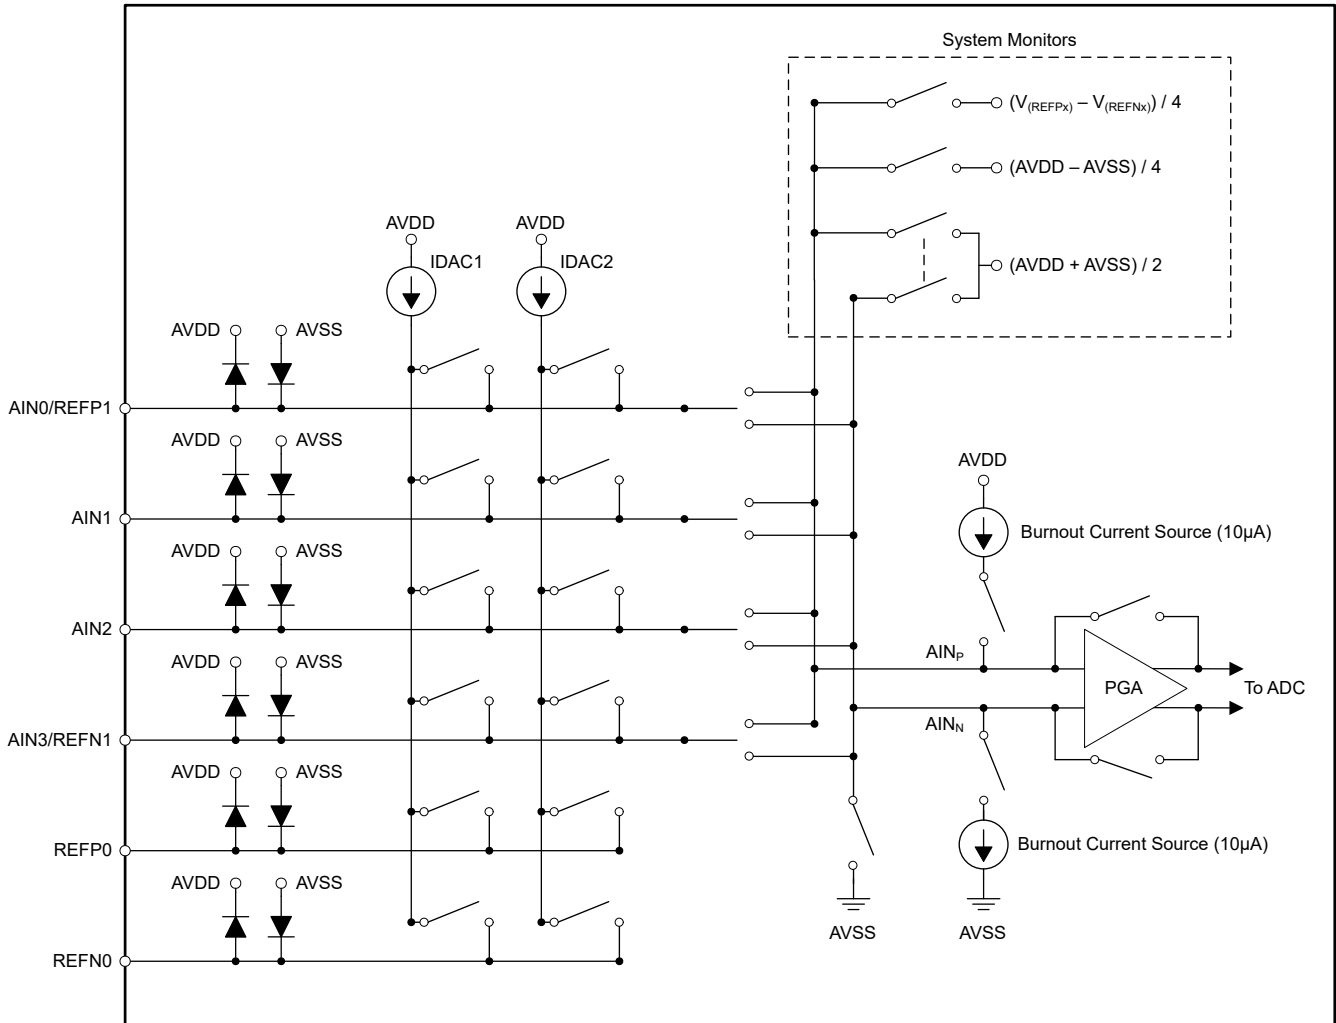 System Monitors
(V(REFPx) – V(REFNx)) / 4
(AVDD – AVSS) / 4
(AVDD + AVSS) / 2
AVDD
AVDD
IDAC1
IDAC2
AVDD
AVSS
AIN0/REFP1
AVDD
AVSS
AIN1
AVDD
AVSS
AIN2
AVDD
AVSS
AIN3/REFN1
AVDD
AVSS
REFP0
AVDD
AVSS
REFN0
AVDD
Burnout Current Source (10µA)
AINP
PGA
To ADC
AINN
Burnout Current Source (10µA)
AVSS
AVSS